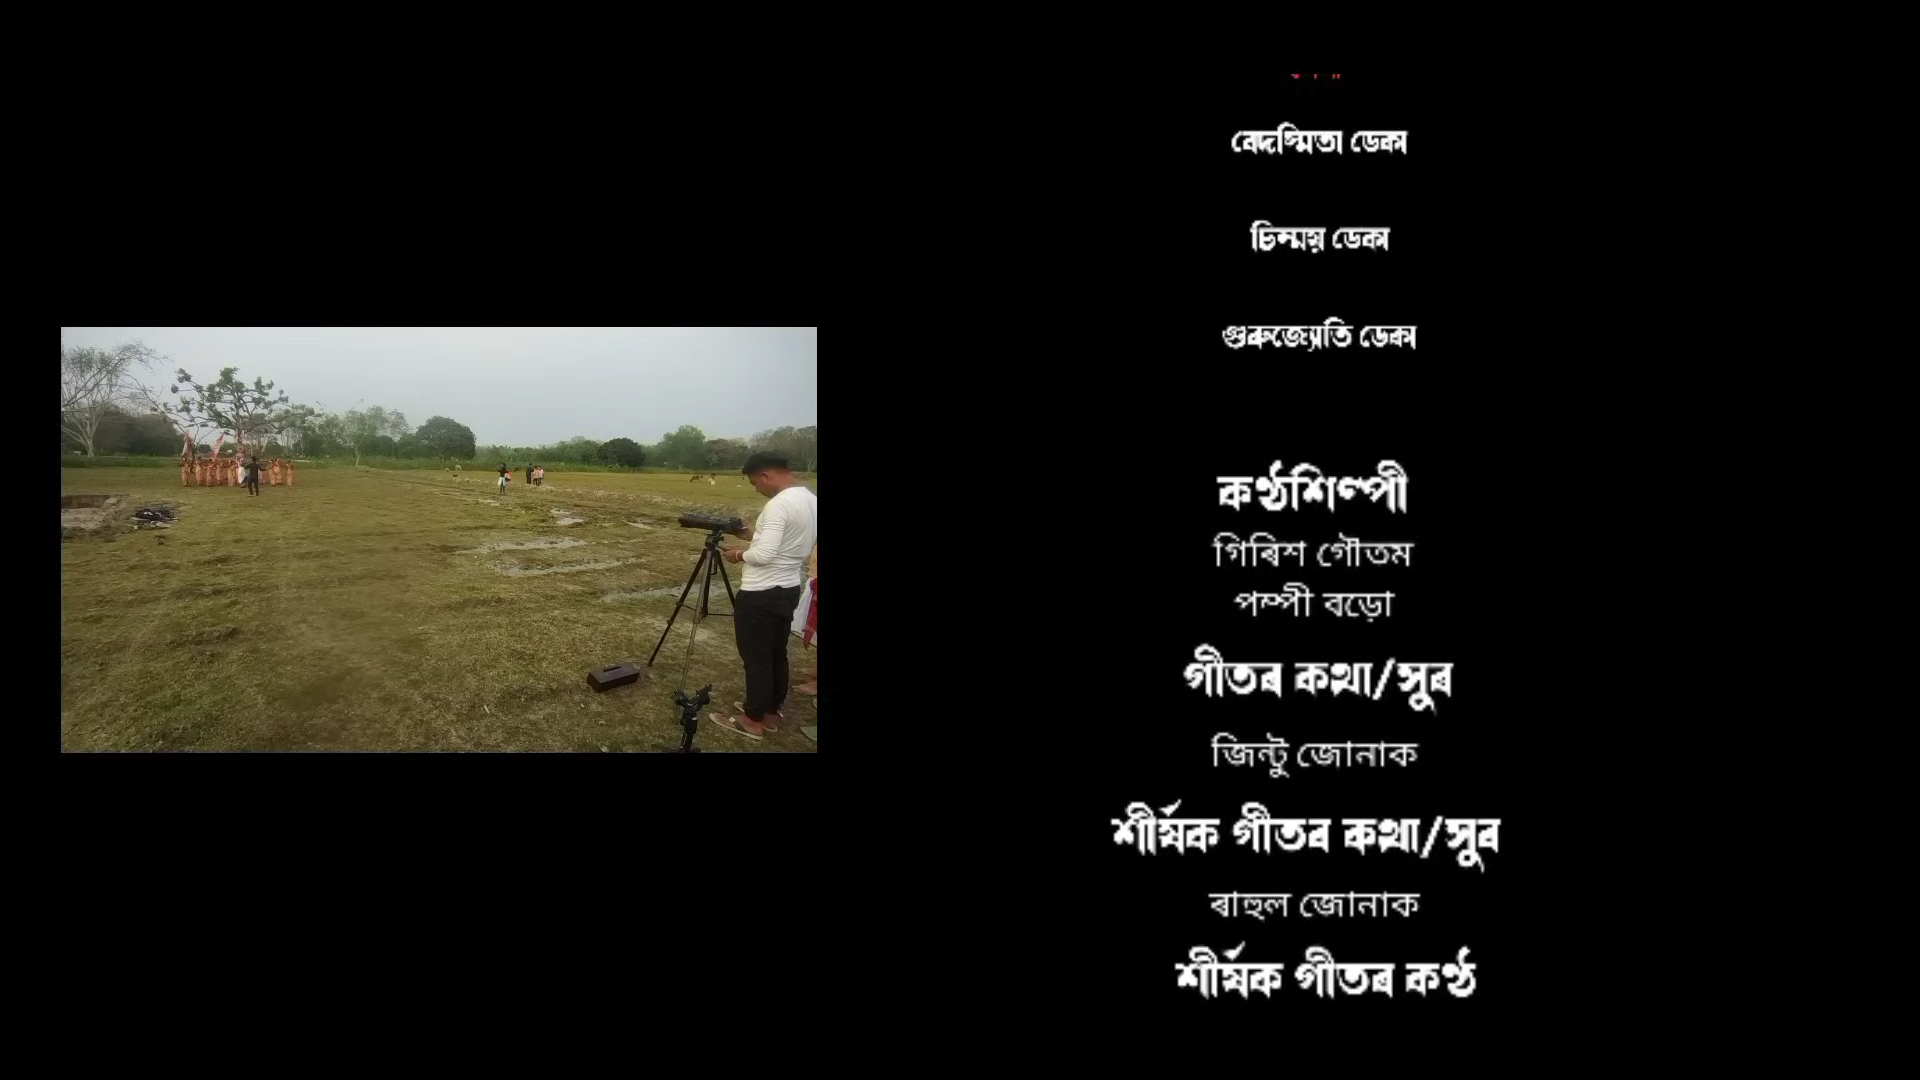 বেদস্মিতা ডেকা
চিন্ময় ডেকা
গুৰুজ্যোতি ডেকা
কণ্ঠশিল্পী
গিৰিশ গৌতম
পম্পী বড়ো
গীতৰ কথা/সুৰ
জিন্টু জোনাক
শীৰ্ষক গীতৰ কথা/সুৰ
ৰাহুল জোনাক
শীৰ্ষক গীতৰ কণ্ঠ